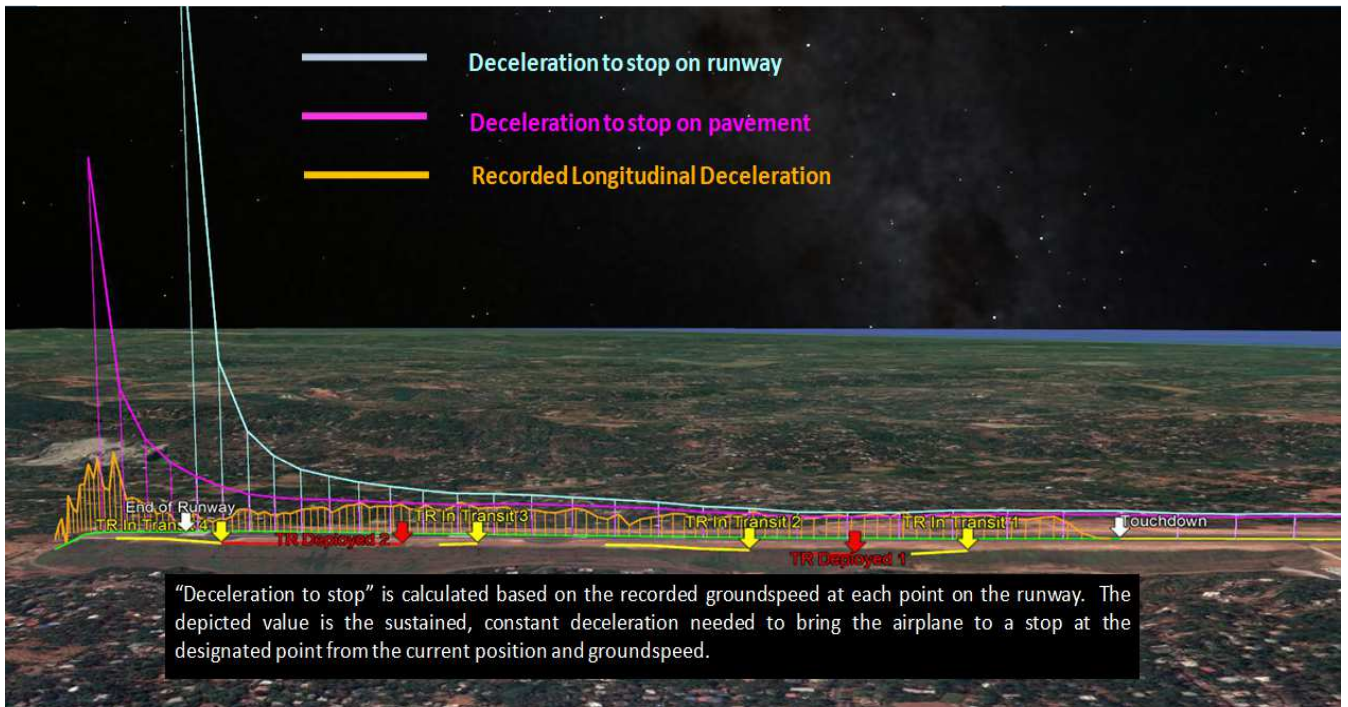 Deceleration to stop on runway
Deceleration to stop on pavement
Recorded Longitudinal Deceleration
End of Runway
TR In Transit 4
TR Deployed 2
TR In Transit 3
TR In Transit 2
TR Deployed 1
TR In Transit 1
Touchdown
“Deceleration to stop” is calculated based on the recorded groundspeed at each point on the runway. The
depicted value is the sustained, constant deceleration needed to bring the airplane to a stop at the
designated point from the current position and groundspeed.